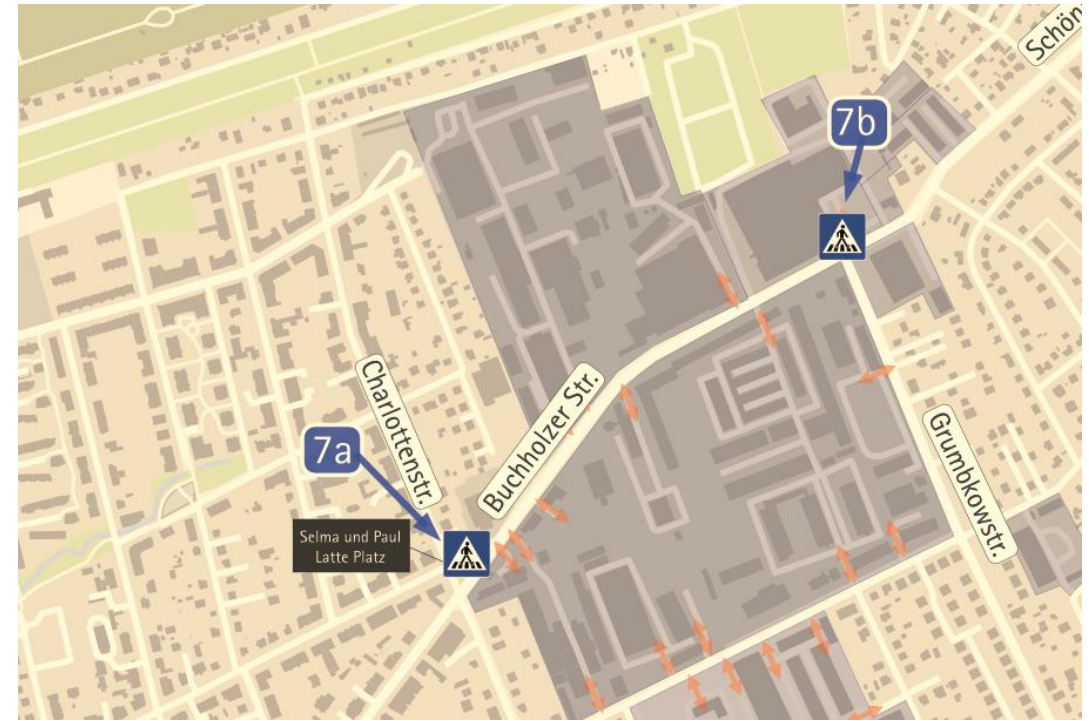 Schön
7b
Charlottenstr.
Buchholzer Str.
7a
Grumbkowstr.
Selma und Paul
Latte Platz